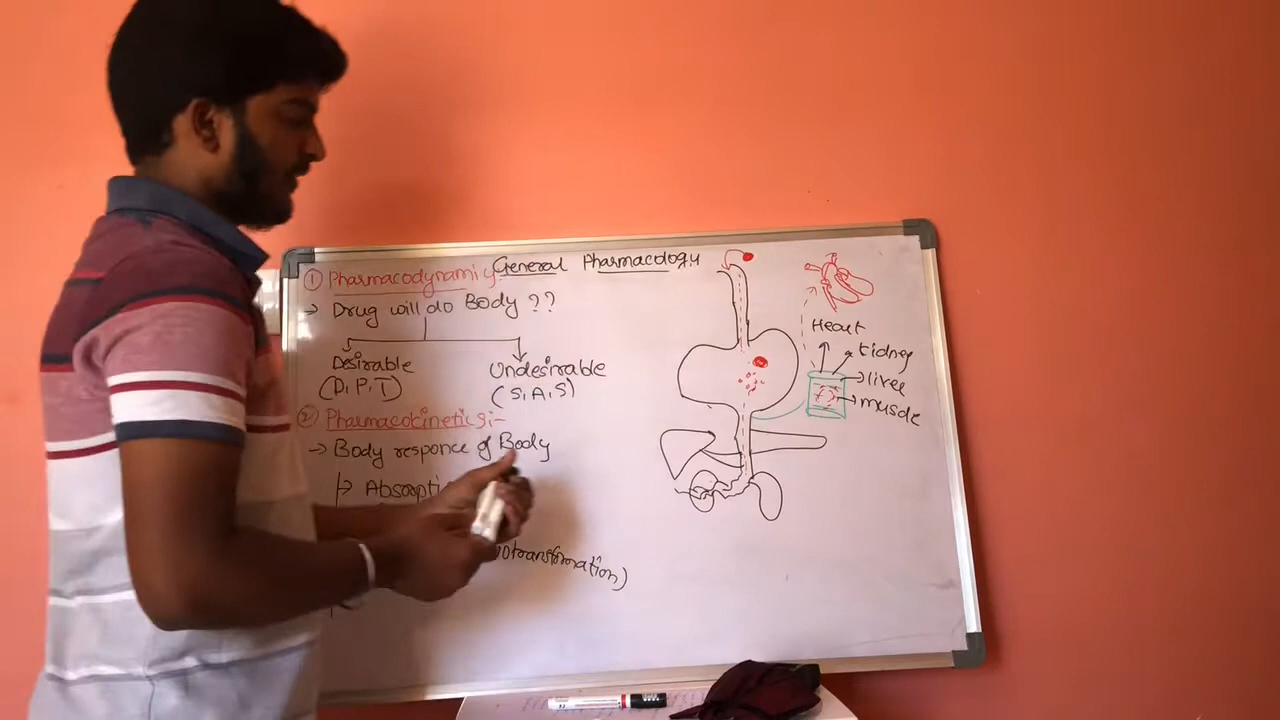 General Pharmacology
① Pharmacodynamics
→ Drug will do Body ??
Desirable
(D, P, T)
Undesirable
(S, A, S)
② Pharmacokinetics:-
→ Body responce of Body
→ Absorpti
otransformation)
Heart
kidney
liver
muscle